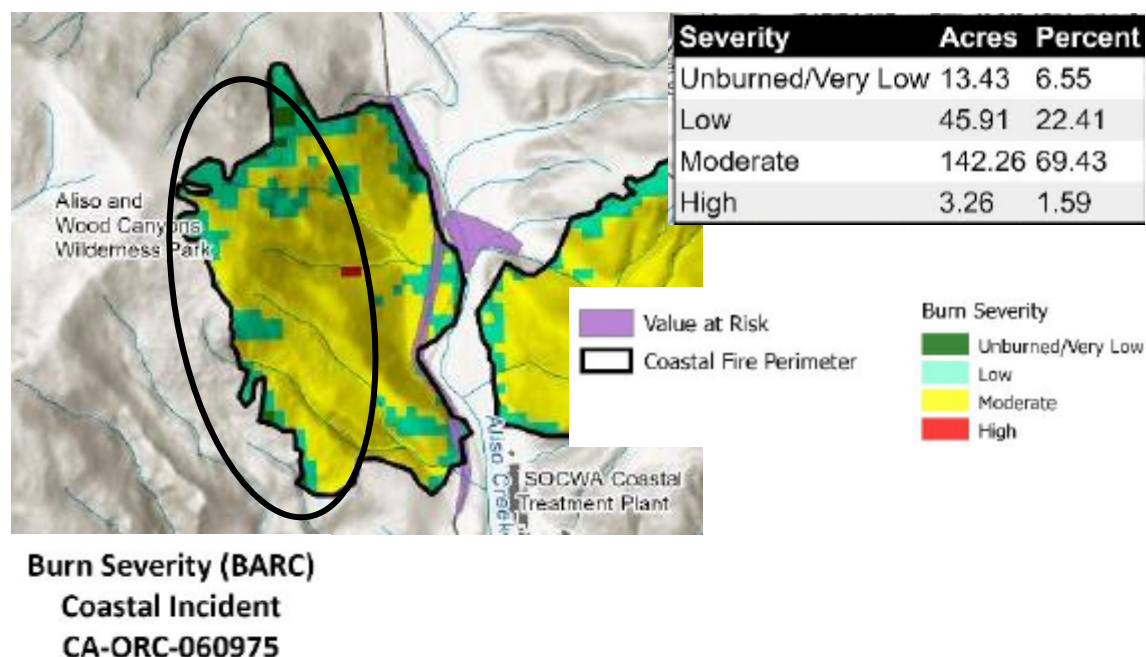 Severity Acres Percent
Unburned/Very Low 13.43 6.55
Low 45.91 22.41
Moderate 142.26 69.43
High 3.26 1.59
Aliso and
Wood Canyons
Wilderness Park
Value at Risk
Coastal Fire Perimeter
Burn Severity
Unburned/Very Low
Low
Moderate
High
Aliso Creek
SOCWA Coastal
Treatment Plant
Burn Severity (BARC)
Coastal Incident
CA-ORC-060975